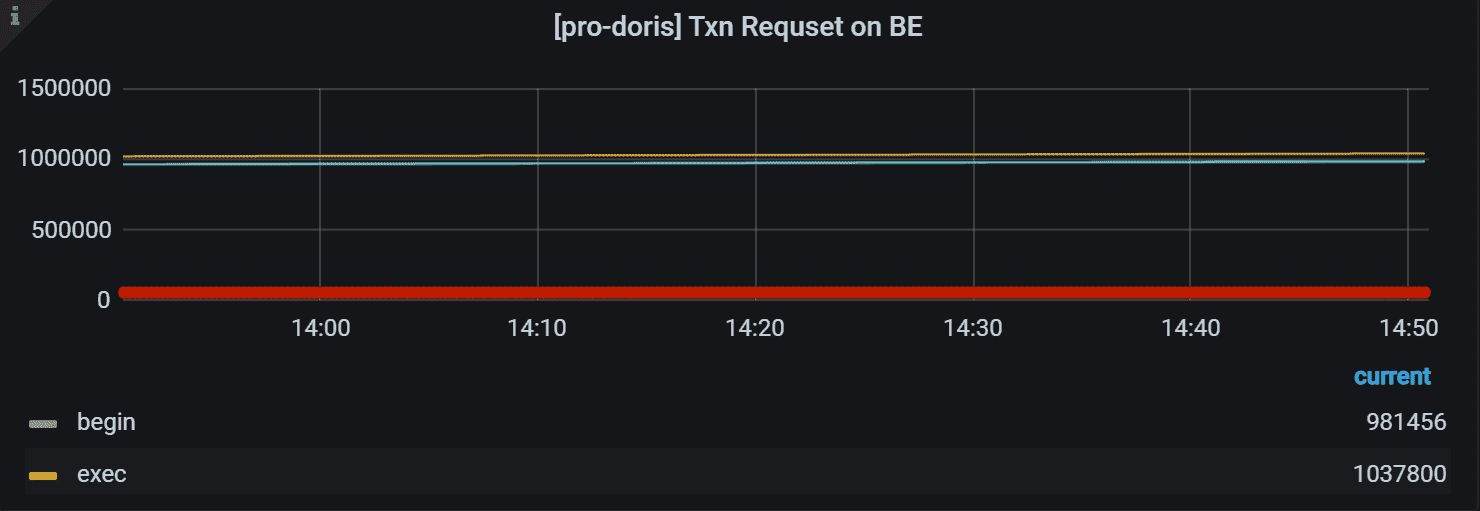 i
[pro-doris] Txn Requset on BE
1500000
1000000
500000
0
14:00 14:10 14:20 14:30 14:40 14:50
current
begin 981456
exec 1037800